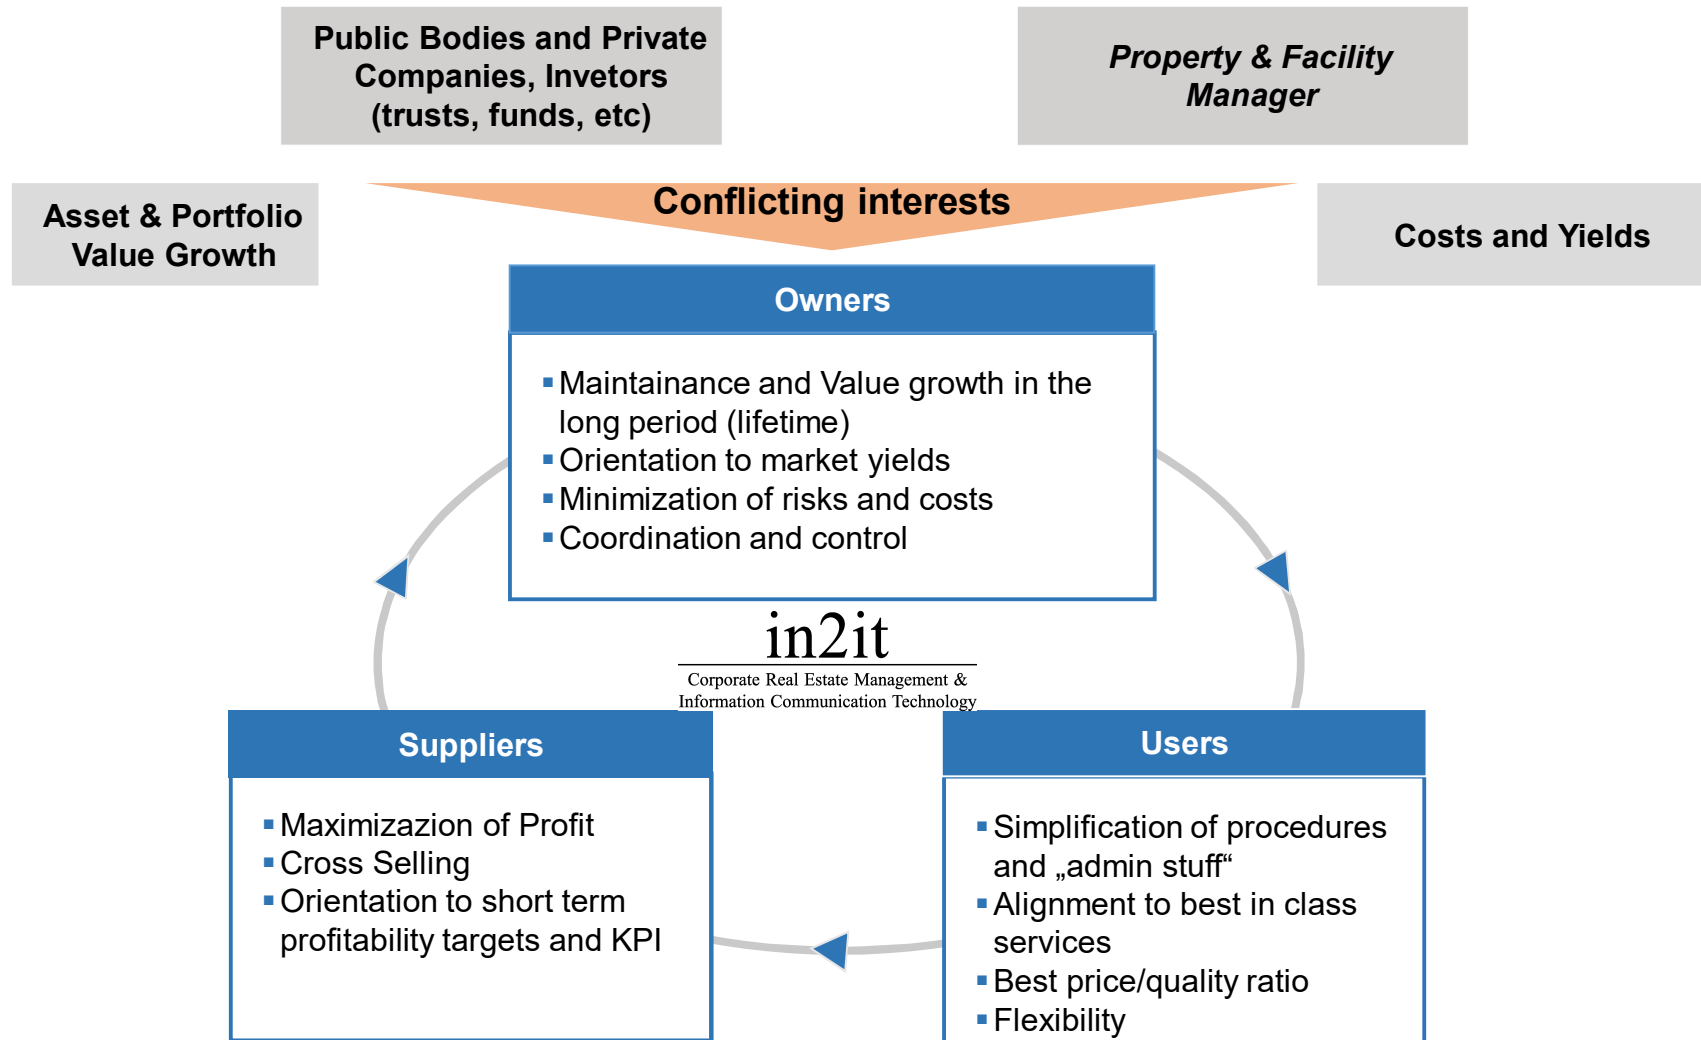 Public Bodies and Private
Companies, Invetors
(trusts, funds, etc)
Property & Facility
Manager
Asset & Portfolio
Value Growth
Conflicting interests
Costs and Yields
Owners
Maintainance and Value growth in the
long period (lifetime)
Orientation to market yields
Minimization of risks and costs
Coordination and control
in2it
Corporate Real Estate Management &
Information Communication Technology
Suppliers
Maximizazion of Profit
Cross Selling
Orientation to short term
profitability targets and KPI
Users
Simplification of procedures
and „admin stuff“
Alignment to best in class
services
Best price/quality ratio
Flexibility